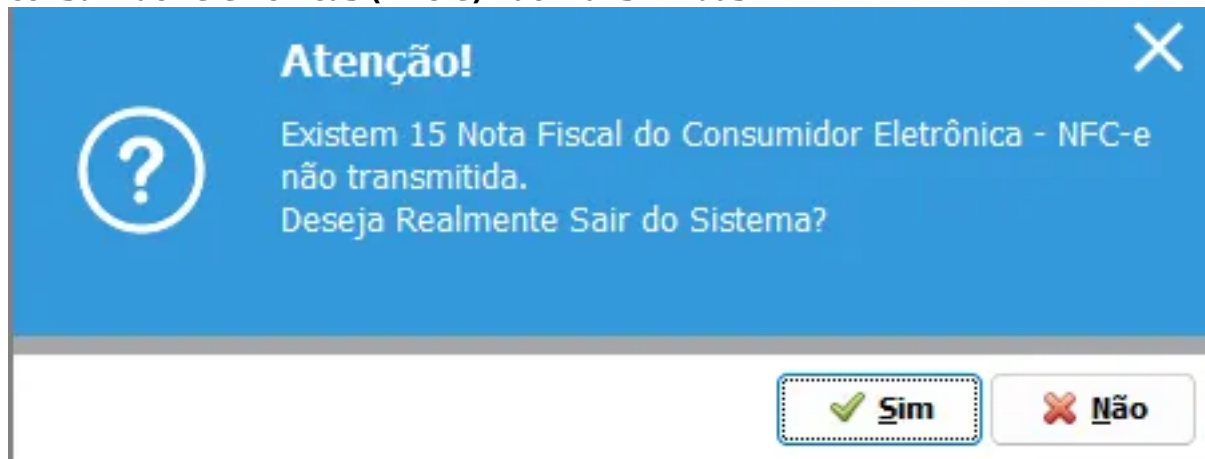 Atenção!
Existem 15 Nota Fiscal do Consumidor Eletrônica - NFC-e
não transmitida.
Deseja Realmente Sair do Sistema?
Sim
Não